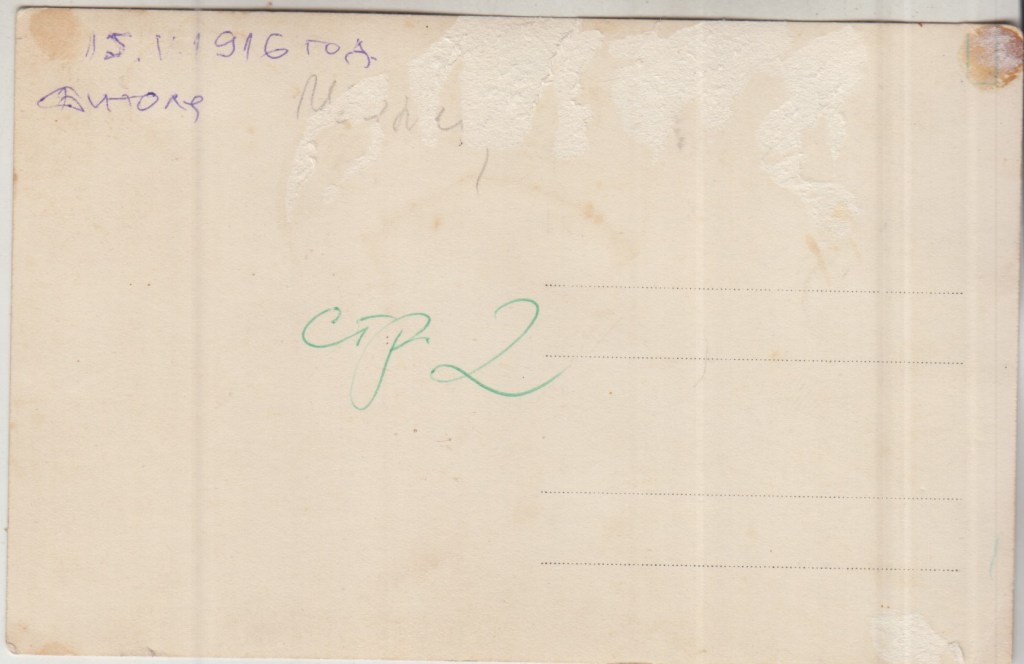 15.I 1916 год
Битоля
стр. 2